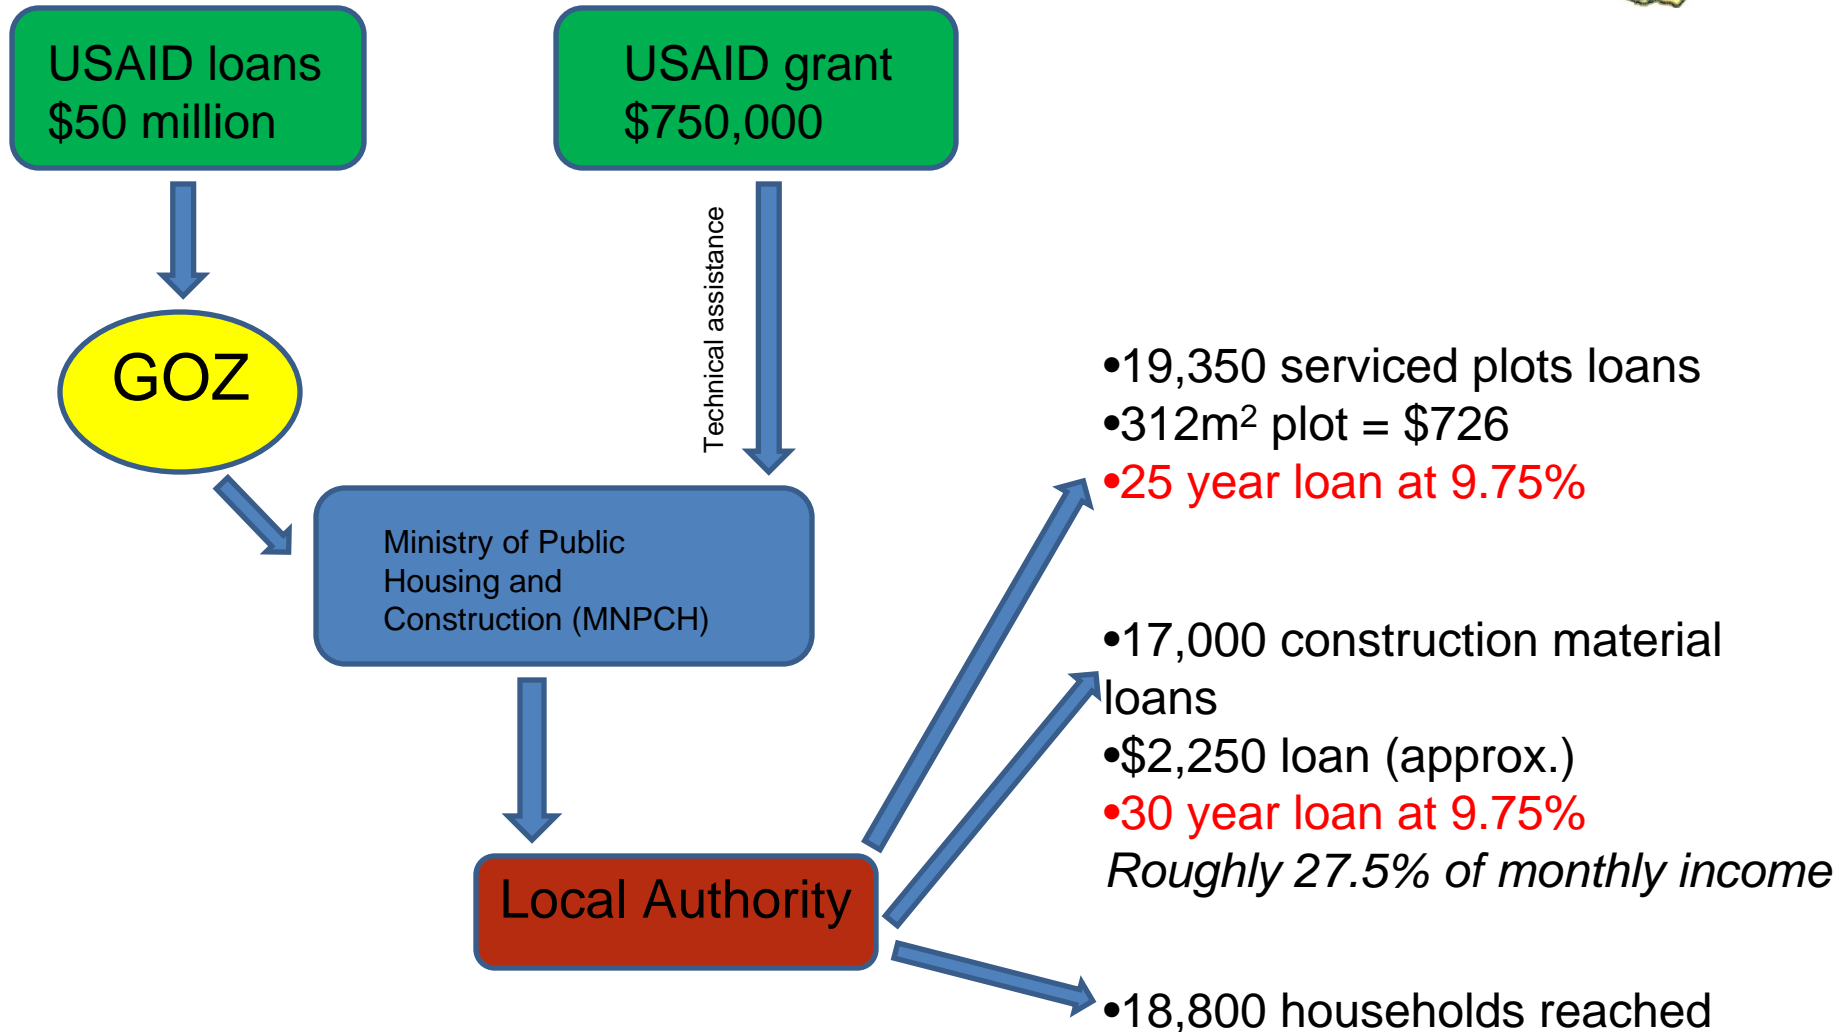 USAID loans
$50 million
USAID grant
$750,000
Technical assistance
GOZ
Ministry of Public
Housing and
Construction (MNPCH)
Local Authority
•19,350 serviced plots loans
•312m² plot = $726
•25 year loan at 9.75%
•17,000 construction material
loans
•$2,250 loan (approx.)
•30 year loan at 9.75%
Roughly 27.5% of monthly income
•18,800 households reached